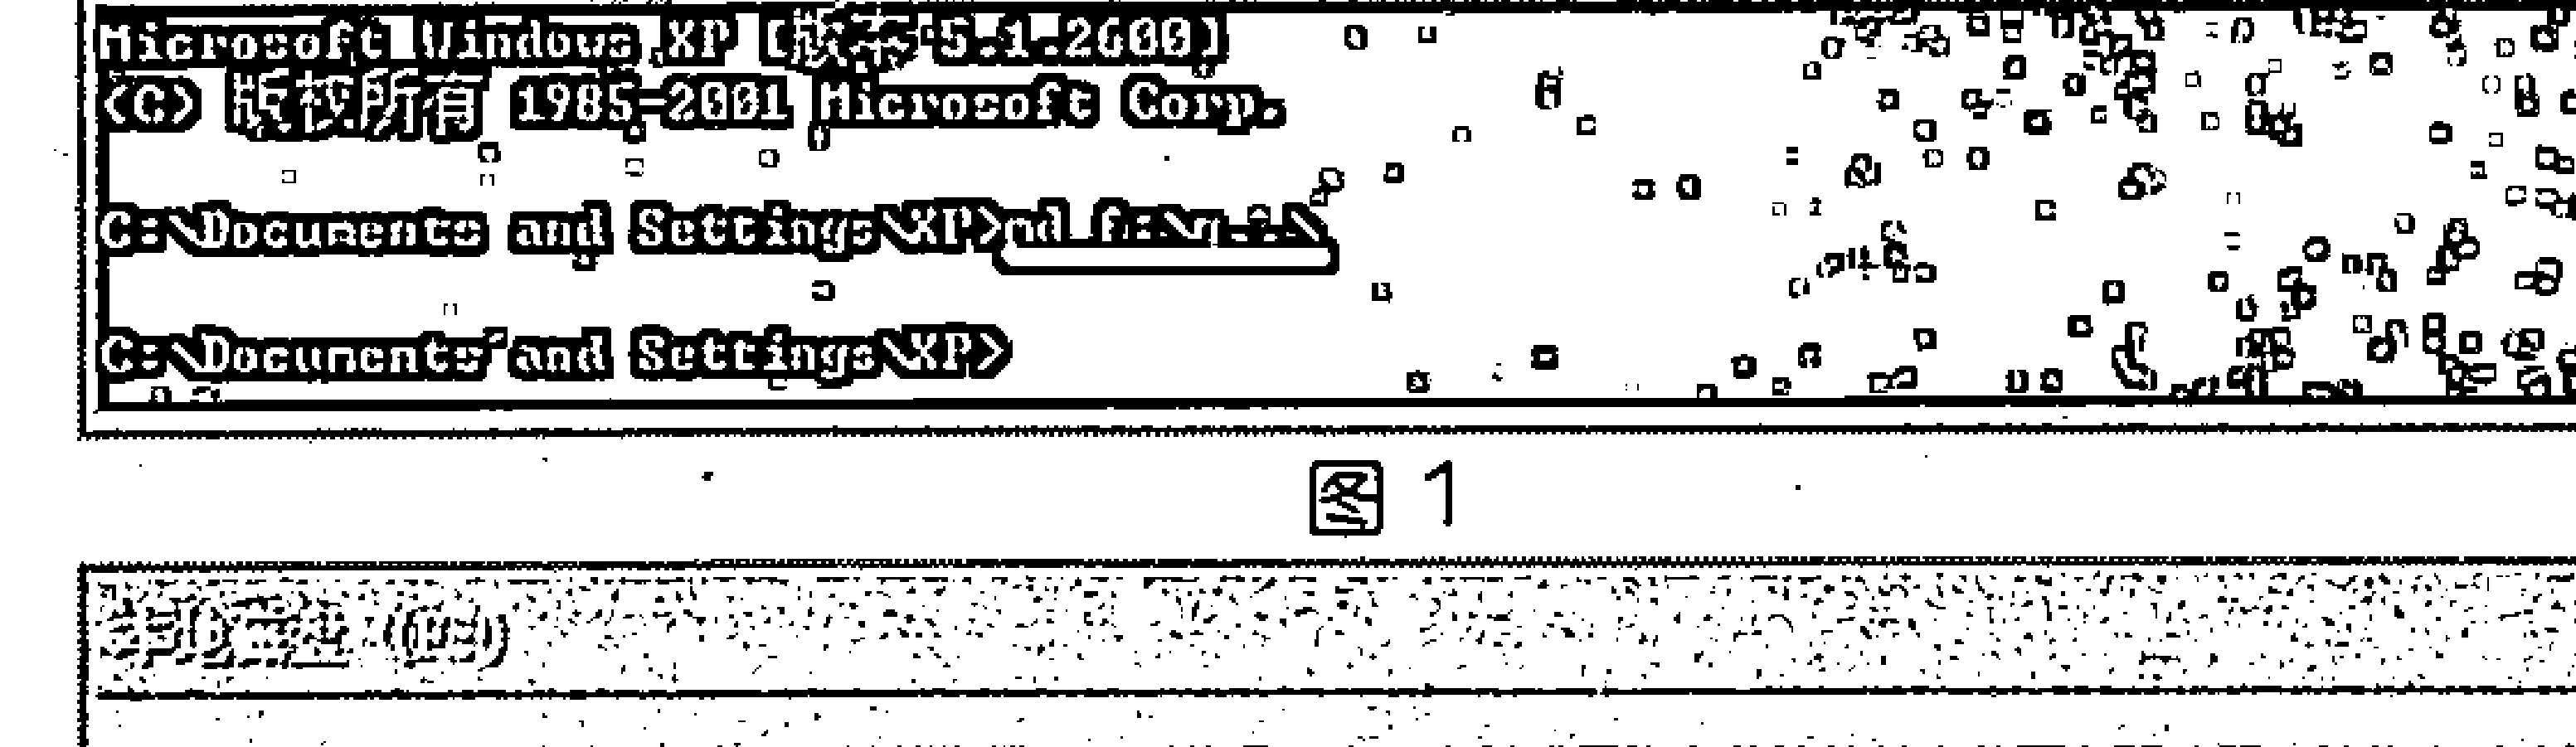 Microsoft Windows XP [版本 5.1.2600]
(C) 版权所有 1985-2001 Microsoft Corp.
C:\Documents and Settings\XP>md f:\g..\
C:\Documents and Settings\XP>
图 1